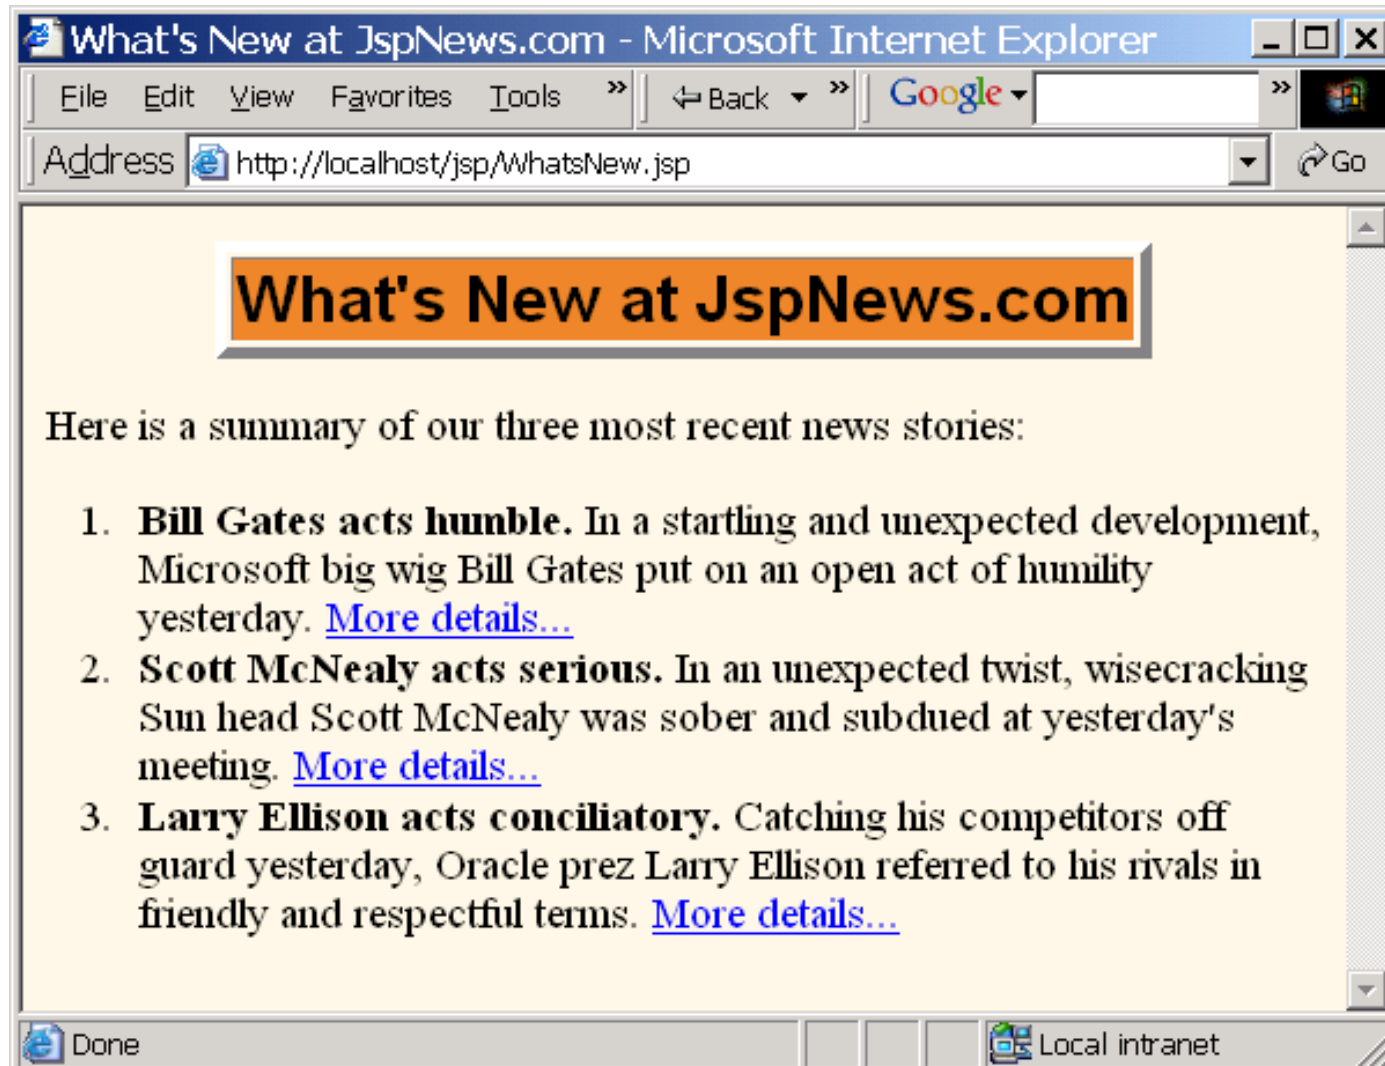 What's New at JspNews.com - Microsoft Internet Explorer
File Edit View Favorites Tools » Back » Google »
Address http://localhost/jsp/WhatsNew.jsp Go
What's New at JspNews.com
Here is a summary of our three most recent news stories:
1. Bill Gates acts humble. In a startling and unexpected development,
Microsoft big wig Bill Gates put on an open act of humility
yesterday. More details...
2. Scott McNealy acts serious. In an unexpected twist, wisecracking
Sun head Scott McNealy was sober and subdued at yesterday's
meeting. More details...
3. Larry Ellison acts conciliatory. Catching his competitors off
guard yesterday, Oracle prez Larry Ellison referred to his rivals in
friendly and respectful terms. More details...
Done Local intranet